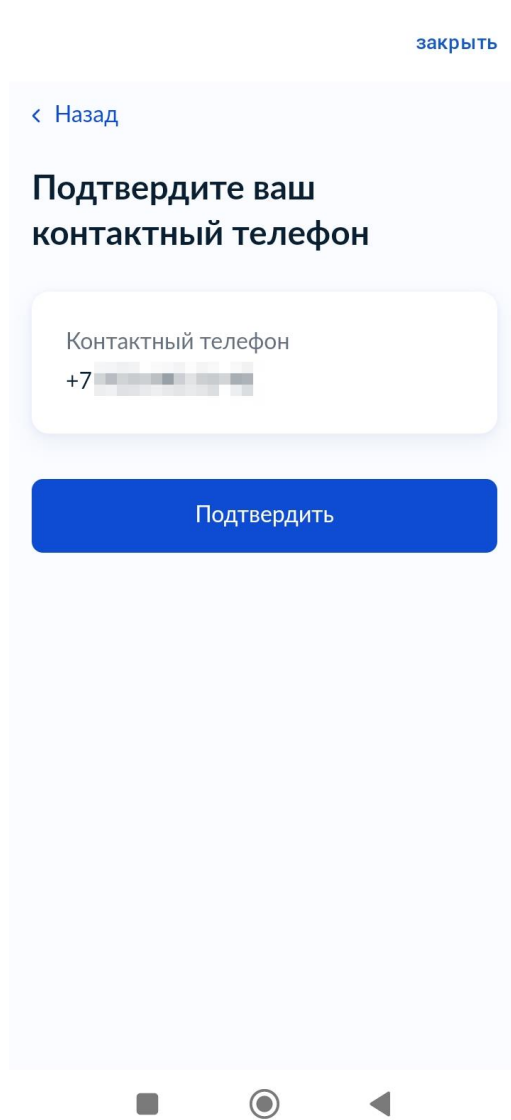 закрыть
Назад
Подтвердите ваш
контактный телефон
Контактный телефон
+7
Подтвердить